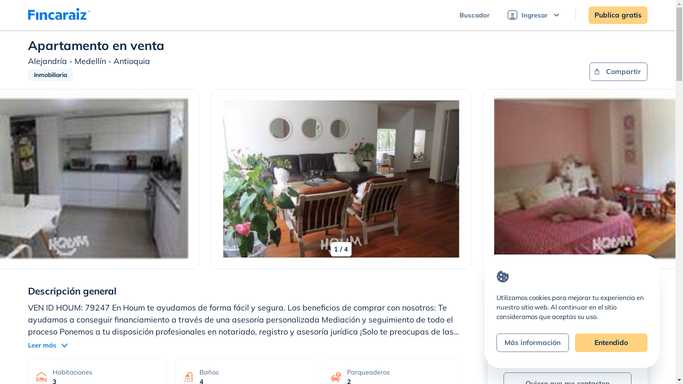 Fincaraiz
Buscador
Ingresar
Publica gratis
Apartamento en venta
Alejandría - Medellín - Antioquia
Inmobiliaria
Compartir
HOUM
HOUM
HOUM
1 / 4
Descripción general
VEN ID HOUM: 79247 En Houm te ayudamos de forma fácil y segura. Los beneficios de comprar con nosotros: Te
ayudamos a conseguir financiamiento a través de una asesoría personalizada Mediación y seguimiento de todo el
proceso Ponemos a tu disposición profesionales en notariado, registro y asesoría jurídica ¡Solo te preocupas de las...
Leer más
Habitaciones
3
Baños
4
Parqueaderos
2
Utilizamos cookies para mejorar tu experiencia en
nuestro sitio web. Al continuar en el sitio
consideramos que aceptas su uso.
Más información
Entendido
Quiero que me contacten